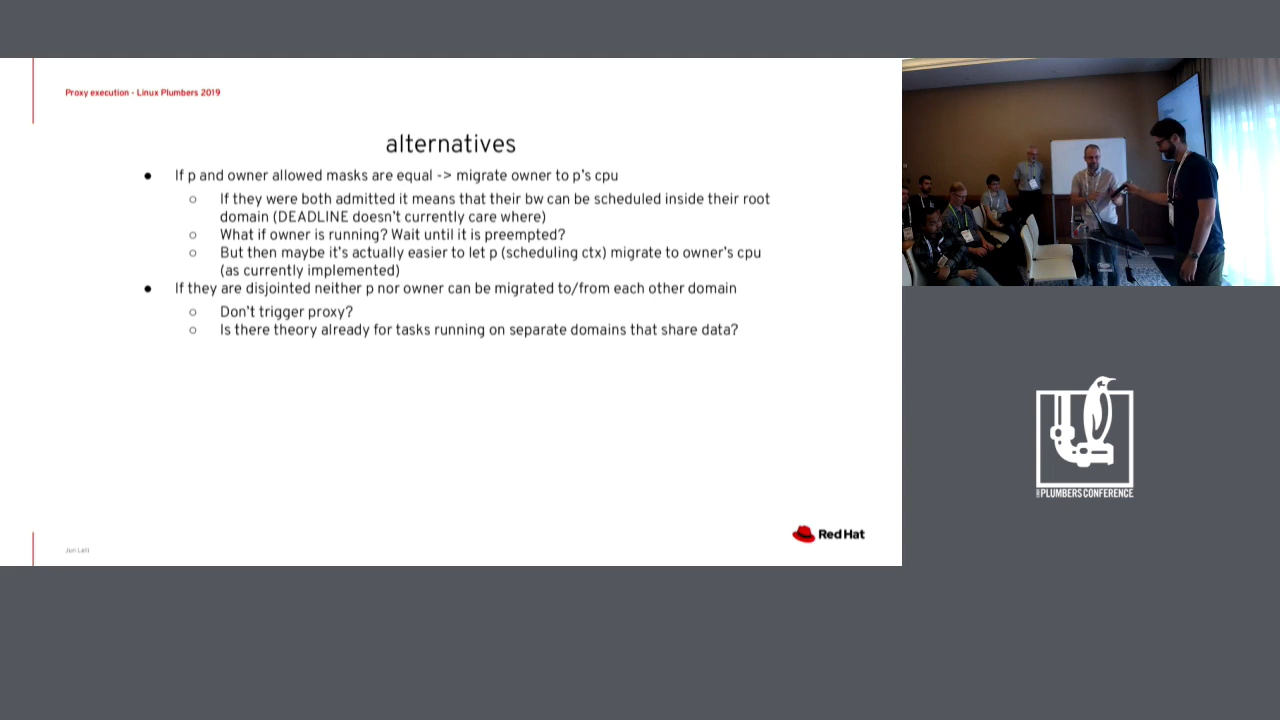 Proxy execution - Linux Plumbers 2019
alternatives
● If p and owner allowed masks are equal -> migrate owner to p's cpu
○ If they were both admitted it means that their bw can be scheduled inside their root
domain (DEADLINE doesn't currently care where)
○ What if owner is running? Wait until it is preempted?
○ But then maybe it's actually easier to let p (scheduling ctx) migrate to owner's cpu
(as currently implemented)
● If they are disjointed neither p nor owner can be migrated to/from each other domain
○ Don't trigger proxy?
○ Is there theory already for tasks running on separate domains that share data?
Juri Lelli
Red Hat
PLUMBERS CONFERENCE